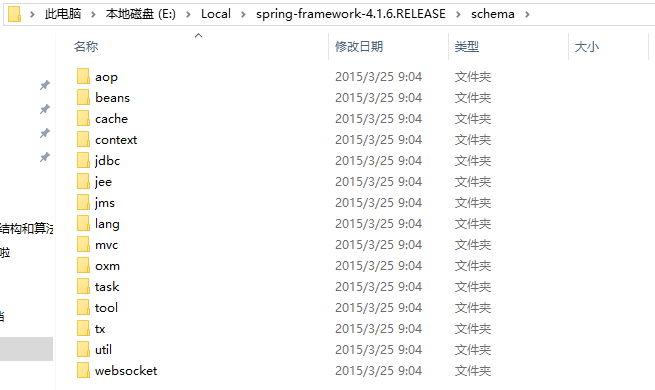 此电脑 > 本地磁盘 (E:) > Local > spring-framework-4.1.6.RELEASE > schema >
名称 修改日期 类型 大小
aop 2015/3/25 9:04 文件夹
beans 2015/3/25 9:04 文件夹
cache 2015/3/25 9:04 文件夹
context 2015/3/25 9:04 文件夹
jdbc 2015/3/25 9:04 文件夹
jee 2015/3/25 9:04 文件夹
jms 2015/3/25 9:04 文件夹
lang 2015/3/25 9:04 文件夹
结构和算法
mvc 2015/3/25 9:04 文件夹
啦
oxm 2015/3/25 9:04 文件夹
task 2015/3/25 9:04 文件夹
tool 2015/3/25 9:04 文件夹
tx 2015/3/25 9:04 文件夹
util 2015/3/25 9:04 文件夹
websocket 2015/3/25 9:04 文件夹